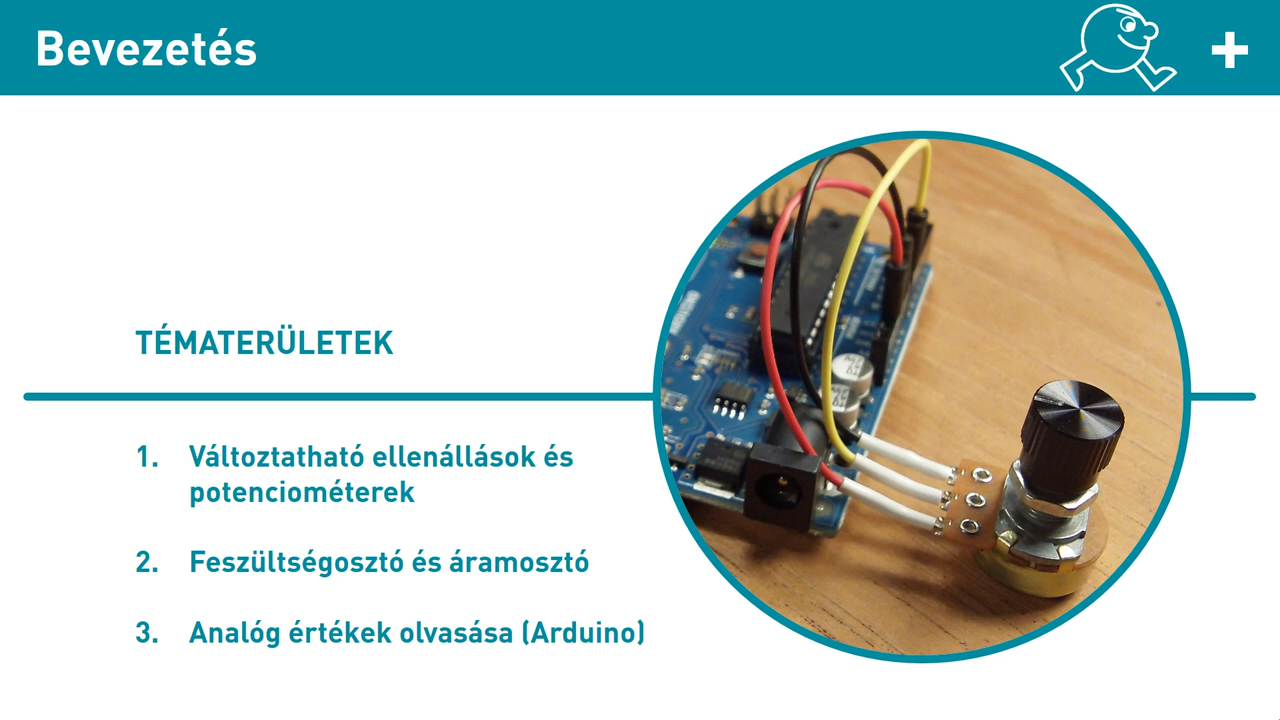 Bevezetés
TÉMATERÜLETEK
1. Változtatható ellenállások és
potenciométerek
2. Feszültségosztó és áramosztó
3. Analóg értékek olvasása (Arduino)